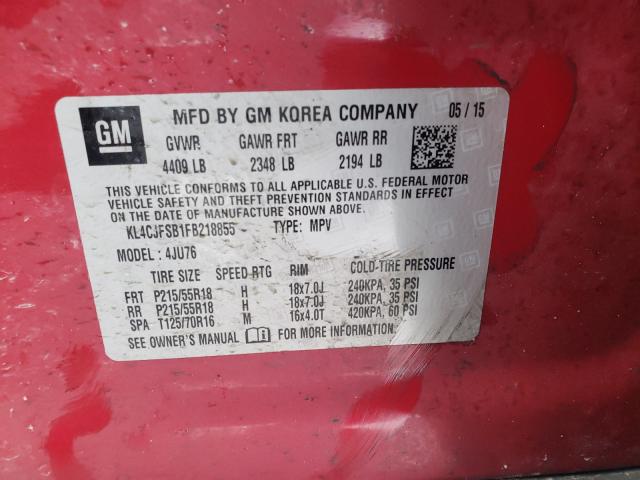 GM MFD BY GM KOREA COMPANY 05 / 15
GVWR GAWR FRT GAWR RR
4409 LB 2348 LB 2194 LB
THIS VEHICLE CONFORMS TO ALL APPLICABLE U.S. FEDERAL MOTOR
VEHICLE SAFETY AND THEFT PREVENTION STANDARDS IN EFFECT
ON THE DATE OF MANUFACTURE SHOWN ABOVE.
KL4CJFSB1FB218855 TYPE: MPV
MODEL: 4JU76
TIRE SIZE SPEED RTG RIM COLD TIRE PRESSURE
FRT P215/55R18 H 18x7.0J 240KPA, 35 PSI
RR P215/55R18 H 18x7.0J 240KPA, 35 PSI
SPA T125/70R16 M 16x4.0T 420KPA, 60 PSI
SEE OWNER'S MANUAL FOR MORE INFORMATION.